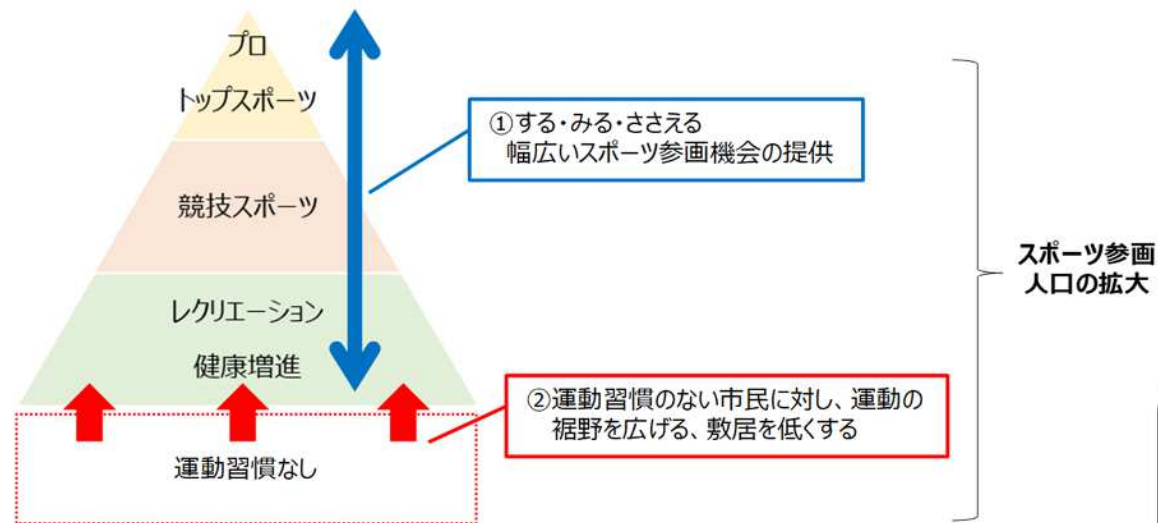 プロ
トップスポーツ
競技スポーツ
レクリエーション
健康増進
運動習慣なし
①する・みる・ささえる
幅広いスポーツ参画機会の提供
②運動習慣のない市民に対し、運動の
裾野を広げる、敷居を低くする
スポーツ参画
人口の拡大